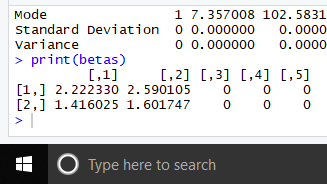 Mode 1 7.357008 102.5831
Standard Deviation 0 0.000000 0.0000
Variance 0 0.000000 0.0000
> print(betas)
[,1] [,2] [,3] [,4] [,5]
[1,] 2.222330 2.590105 0 0 0
[2,] 1.416025 1.601747 0 0 0
>
Type here to search